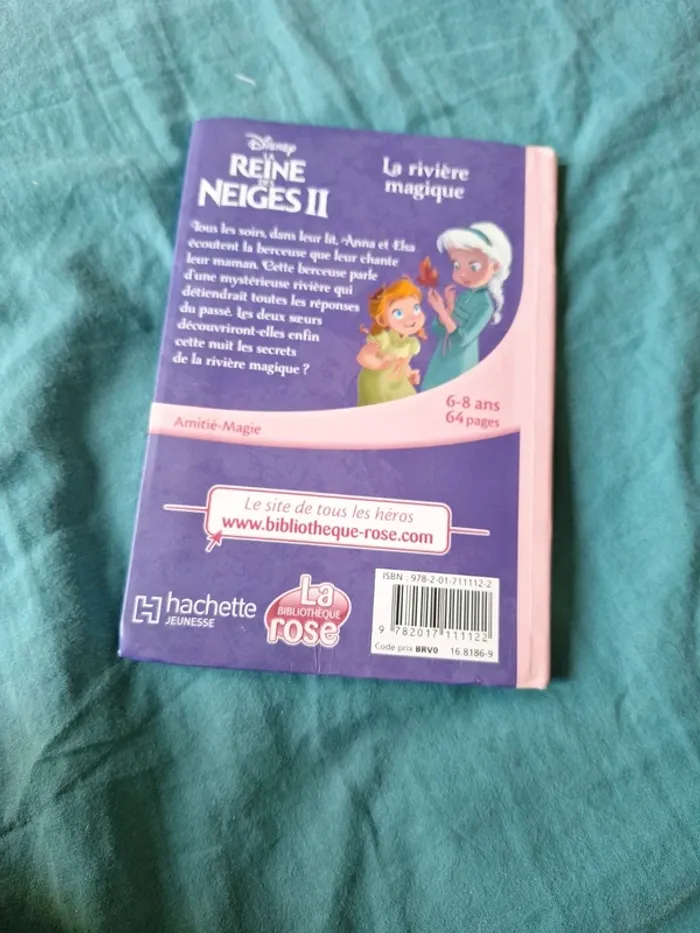 Disney
LA
REINE
DES
NEIGES II
La rivière
magique
Tous les soirs, dans leur lit, Anna et Elsa
écoutent la berceuse que leur chante
leur maman. Cette berceuse parle
d'une mystérieuse rivière qui
détiendrait toutes les réponses
du passé. Les deux sœurs
découvriront-elles enfin
cette nuit les secrets
de la rivière magique ?
6-8 ans
64 pages
Amitié-Magie
Le site de tous les héros
www.bibliotheque-rose.com
hachette
JEUNESSE
La
BIBLIOTHÈQUE
rose
ISBN : 978-2-01-711112-2
9 782017 111122
Code prix BRV0 16.8186-9